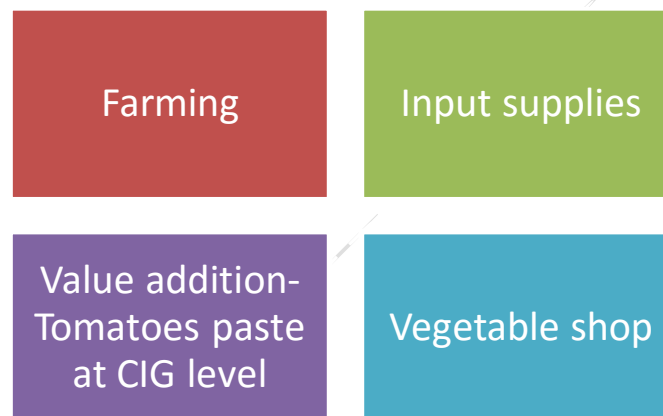 Farming
Input supplies
Value addition-
Tomatoes paste
at CIG level
Vegetable shop